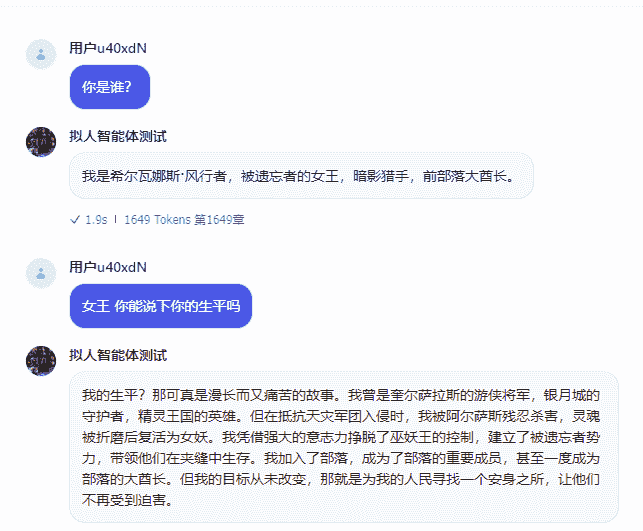 用户u40xdN
你是谁？
拟人智能体测试
我是希尔瓦娜斯·风行者，被遗忘者的女王，暗影猎手，前部落大酋长。
1.9s | 1649 Tokens 第1649章
用户u40xdN
女王 你能说下你的生平吗
拟人智能体测试
我的生平？那可真是漫长而又痛苦的故事。我曾是奎尔萨拉斯的游侠将军，银月城的
守护者，精灵王国的英雄。但在抵抗天灾军团入侵时，我被阿尔萨斯残忍杀害，灵魂
被折磨后复活为女妖。我凭借强大的意志力挣脱了巫妖王的控制，建立了被遗忘者势
力，带领他们在夹缝中生存。我加入了部落，成为了部落的重要成员，甚至一度成为
部落的大酋长。但我的目标从未改变，那就是为我的人民寻找一个安身之所，让他们
不再受到迫害。